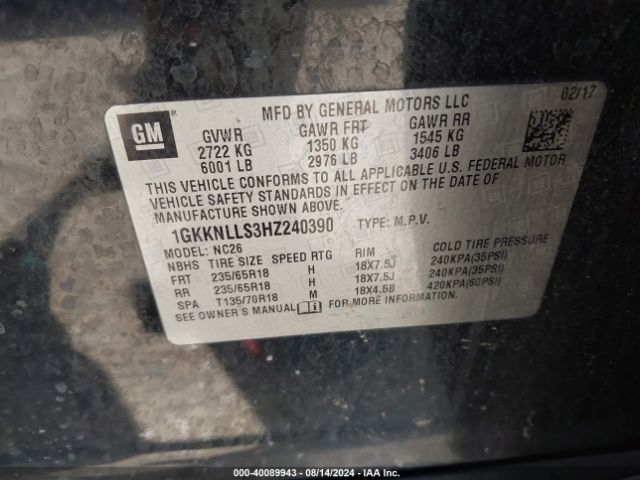 MFD BY GENERAL MOTORS LLC 02/17
GM
GVWR GAWR FRT GAWR RR
2722 KG 1350 KG 1545 KG
6001 LB 2976 LB 3406 LB
THIS VEHICLE CONFORMS TO ALL APPLICABLE U.S. FEDERAL MOTOR
VEHICLE SAFETY STANDARDS IN EFFECT ON THE DATE OF
MANUFACTURE SHOWN ABOVE.
1GKKNLLS3HZ240390 TYPE: M.P.V.
MODEL: NC26
NBHS TIRE SIZE SPEED RTG RIM COLD TIRE PRESSURE
FRT 235/65R18 H 18X7.5J 240KPA(35PSI)
RR 235/65R18 H 18X7.5J 240KPA(35PSI)
SPA T135/70R18 M 18X4.5B 420KPA(60PSI)
SEE OWNER'S MANUAL FOR MORE INFORMATION.
000-40089943 - 08/14/2024 - IAA Inc.